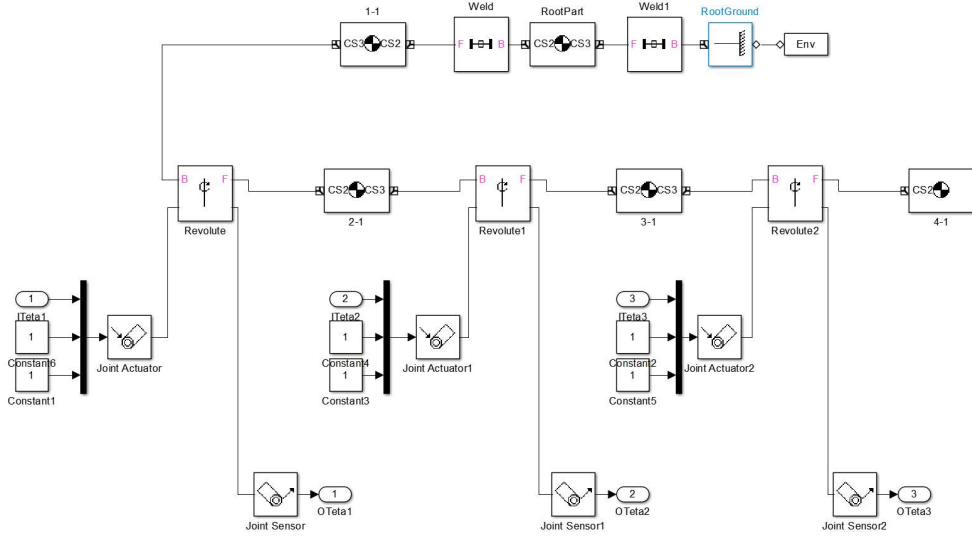 1-1
Weld
RootPart
Weld1
RootGround
CS3 CS2
F B
CS2 CS3
F B
Env
B F
Revolute
CS2 CS3
2-1
B F
Revolute1
CS2 CS3
3-1
B F
Revolute2
CS2
4-1
1
ITeta1
1
Constant6
1
Constant1
Joint Actuator
2
ITeta2
1
Constant4
1
Constant3
Joint Actuator1
3
ITeta3
1
Constant2
1
Constant5
Joint Actuator2
Joint Sensor
1
OTeta1
Joint Sensor1
2
OTeta2
Joint Sensor2
3
OTeta3